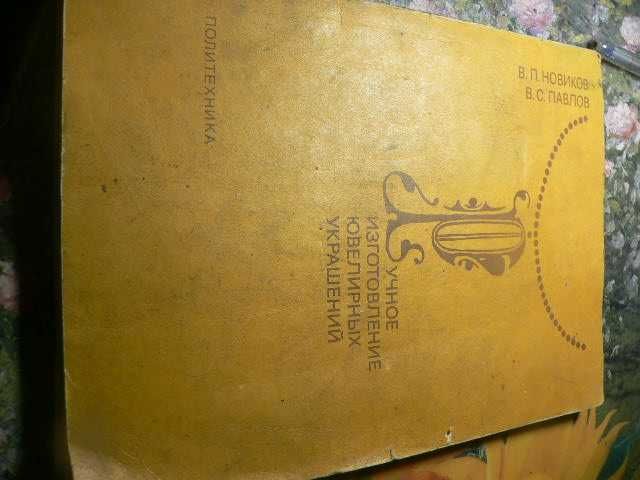 В. П. НОВИКОВ
В. С. ПАВЛОВ
РУЧНОЕ
ИЗГОТОВЛЕНИЕ
ЮВЕЛИРНЫХ
УКРАШЕНИЙ
ПОЛИТЕХНИКА